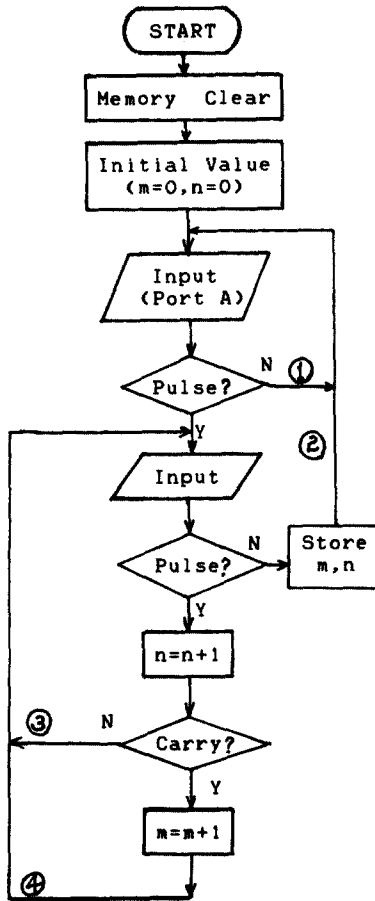 START
Memory Clear
Initial Value
(m=0,n=0)
Input
(Port A)
N ①
Pulse?
Y
②
Input
N
Pulse?
Store
m,n
Y
n=n+1
③ N
Carry?
Y
m=m+1
④